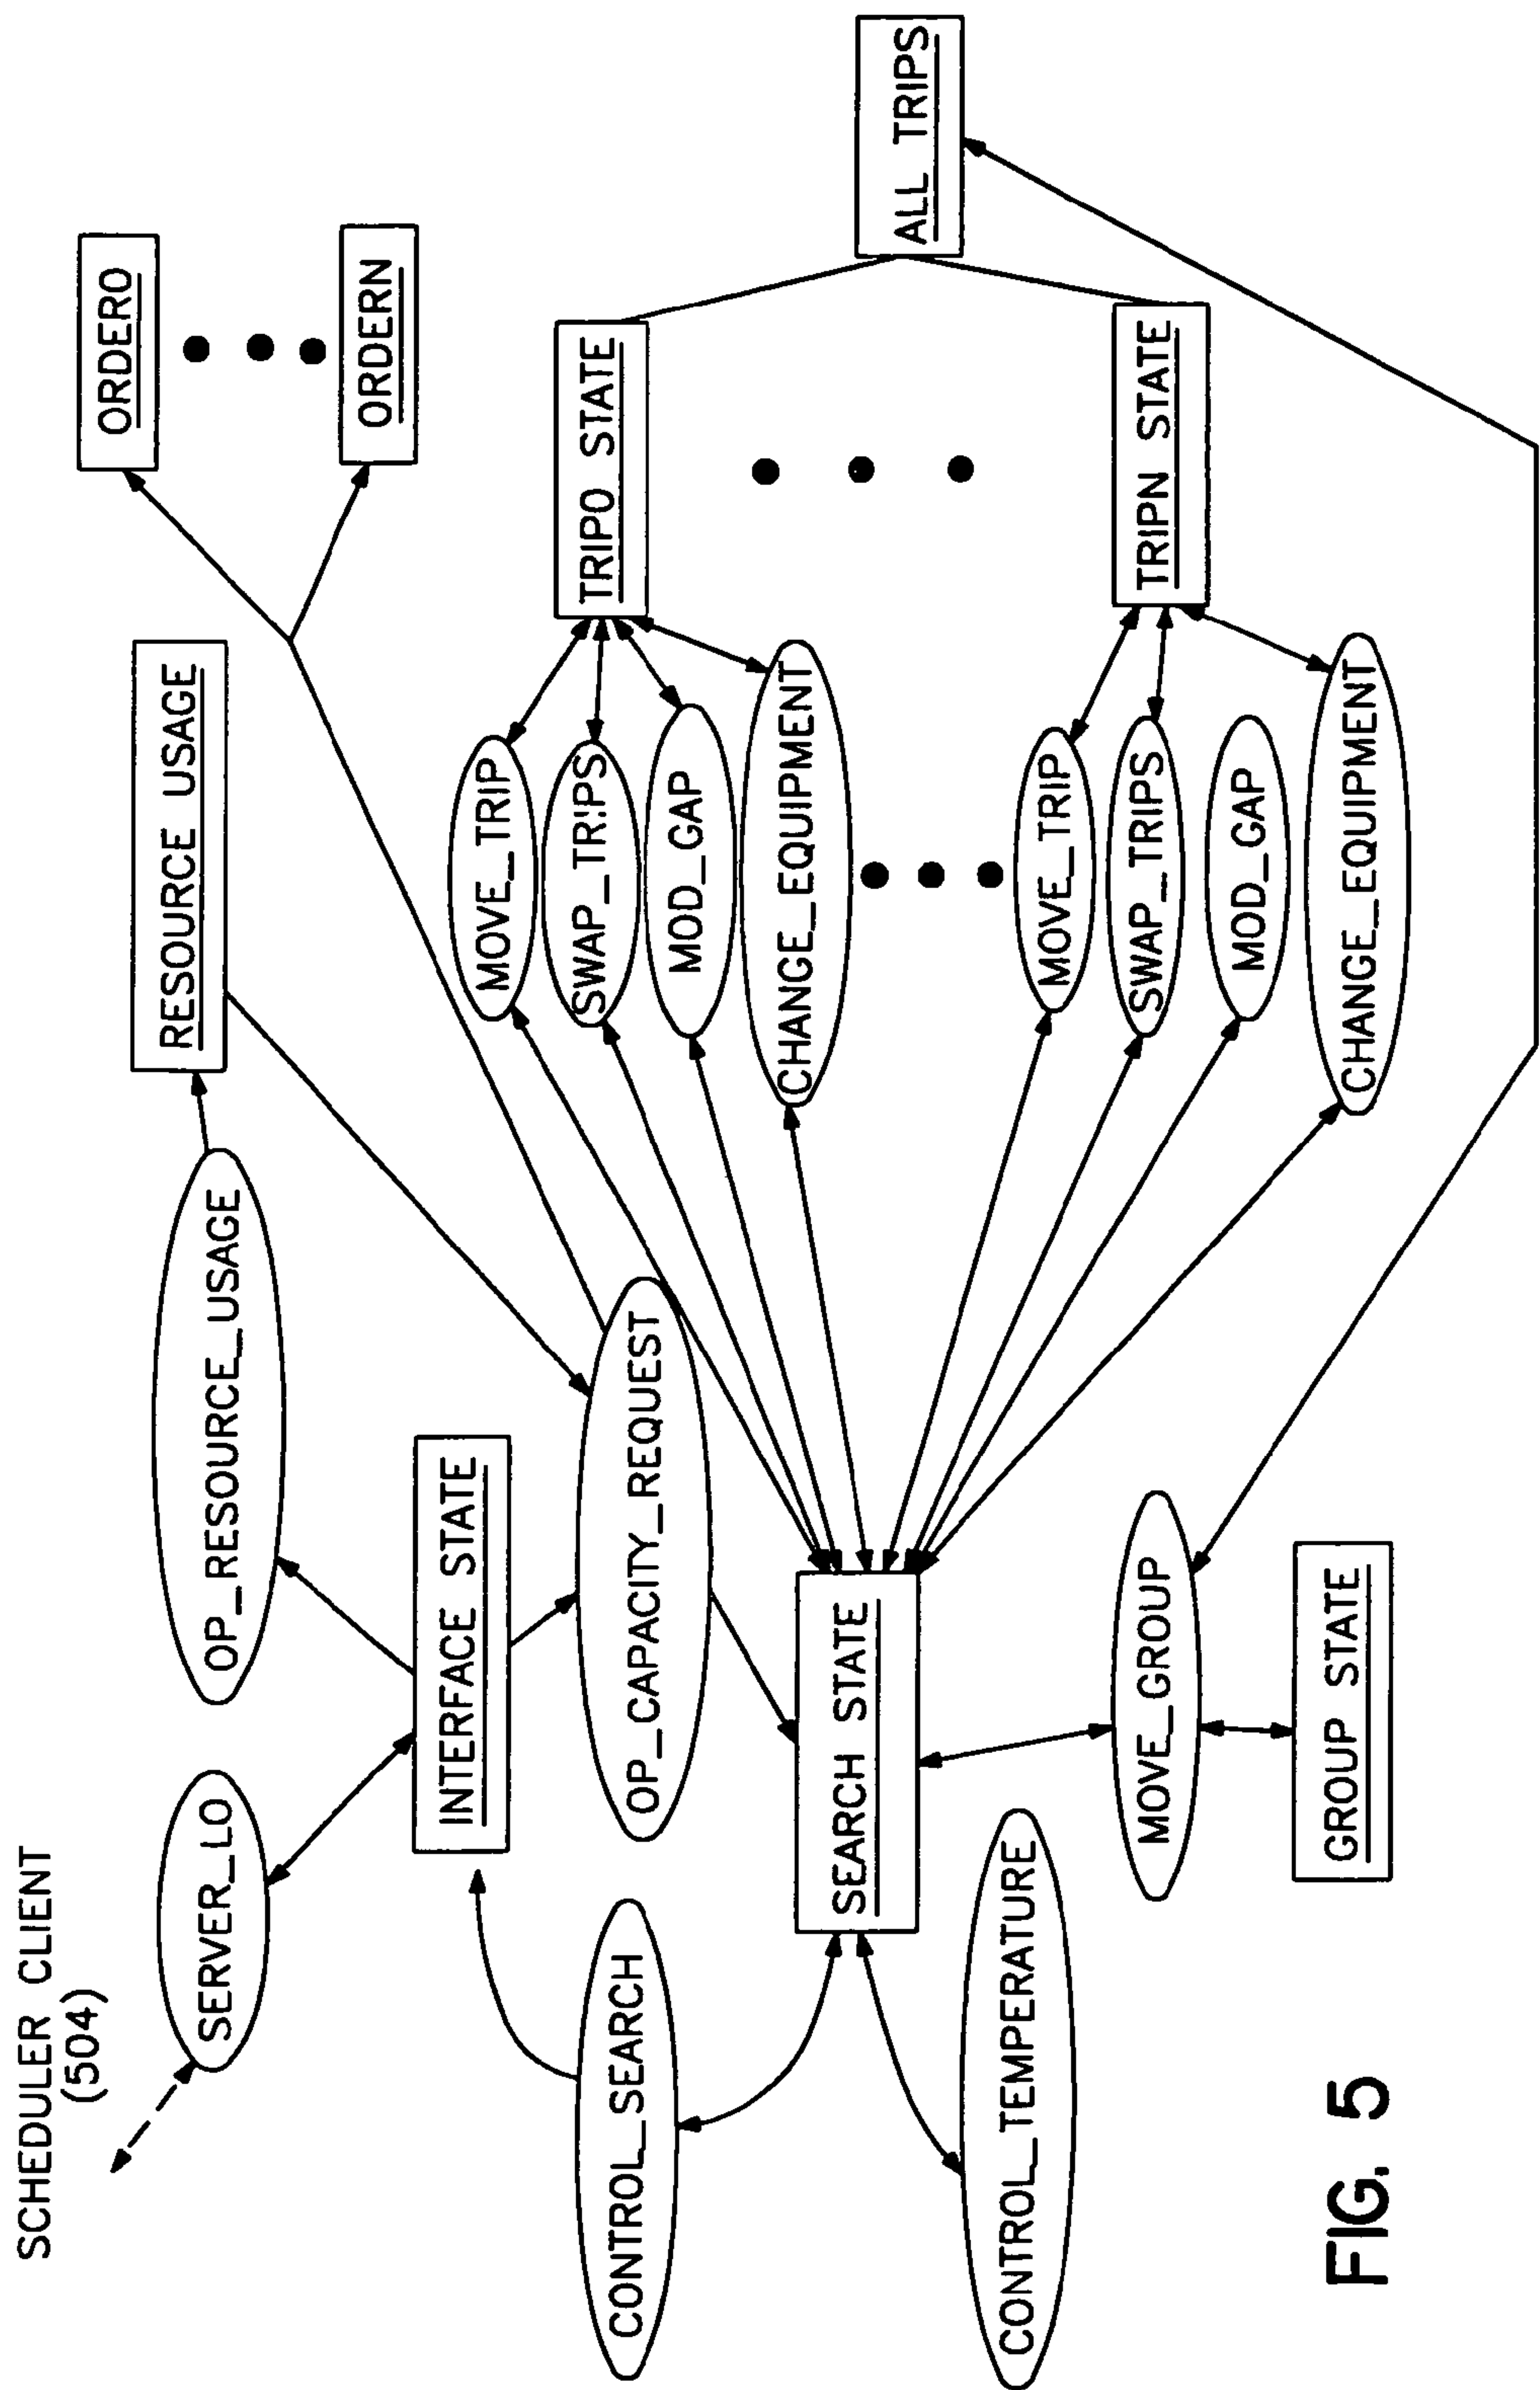 SCHEDULER CLIENT
(504)
SERVER_LO
OP_RESOURCE_USAGE
RESOURCE USAGE
ORDERO
ORDERN
INTERFACE STATE
CONTROL_SEARCH
OP_CAPACITY_REQUEST
MOVE_TRIP
SWAP_TRIPS
MOD_GAP
CHANGE_EQUIPMENT
TRIPO STATE
SEARCH STATE
ALL TRIPS
CONTROL_TEMPERATURE
MOVE_GROUP
MOVE_TRIP
SWAP_TRIPS
MOD_GAP
CHANGE_EQUIPMENT
TRIPN STATE
GROUP STATE
FIG. 5